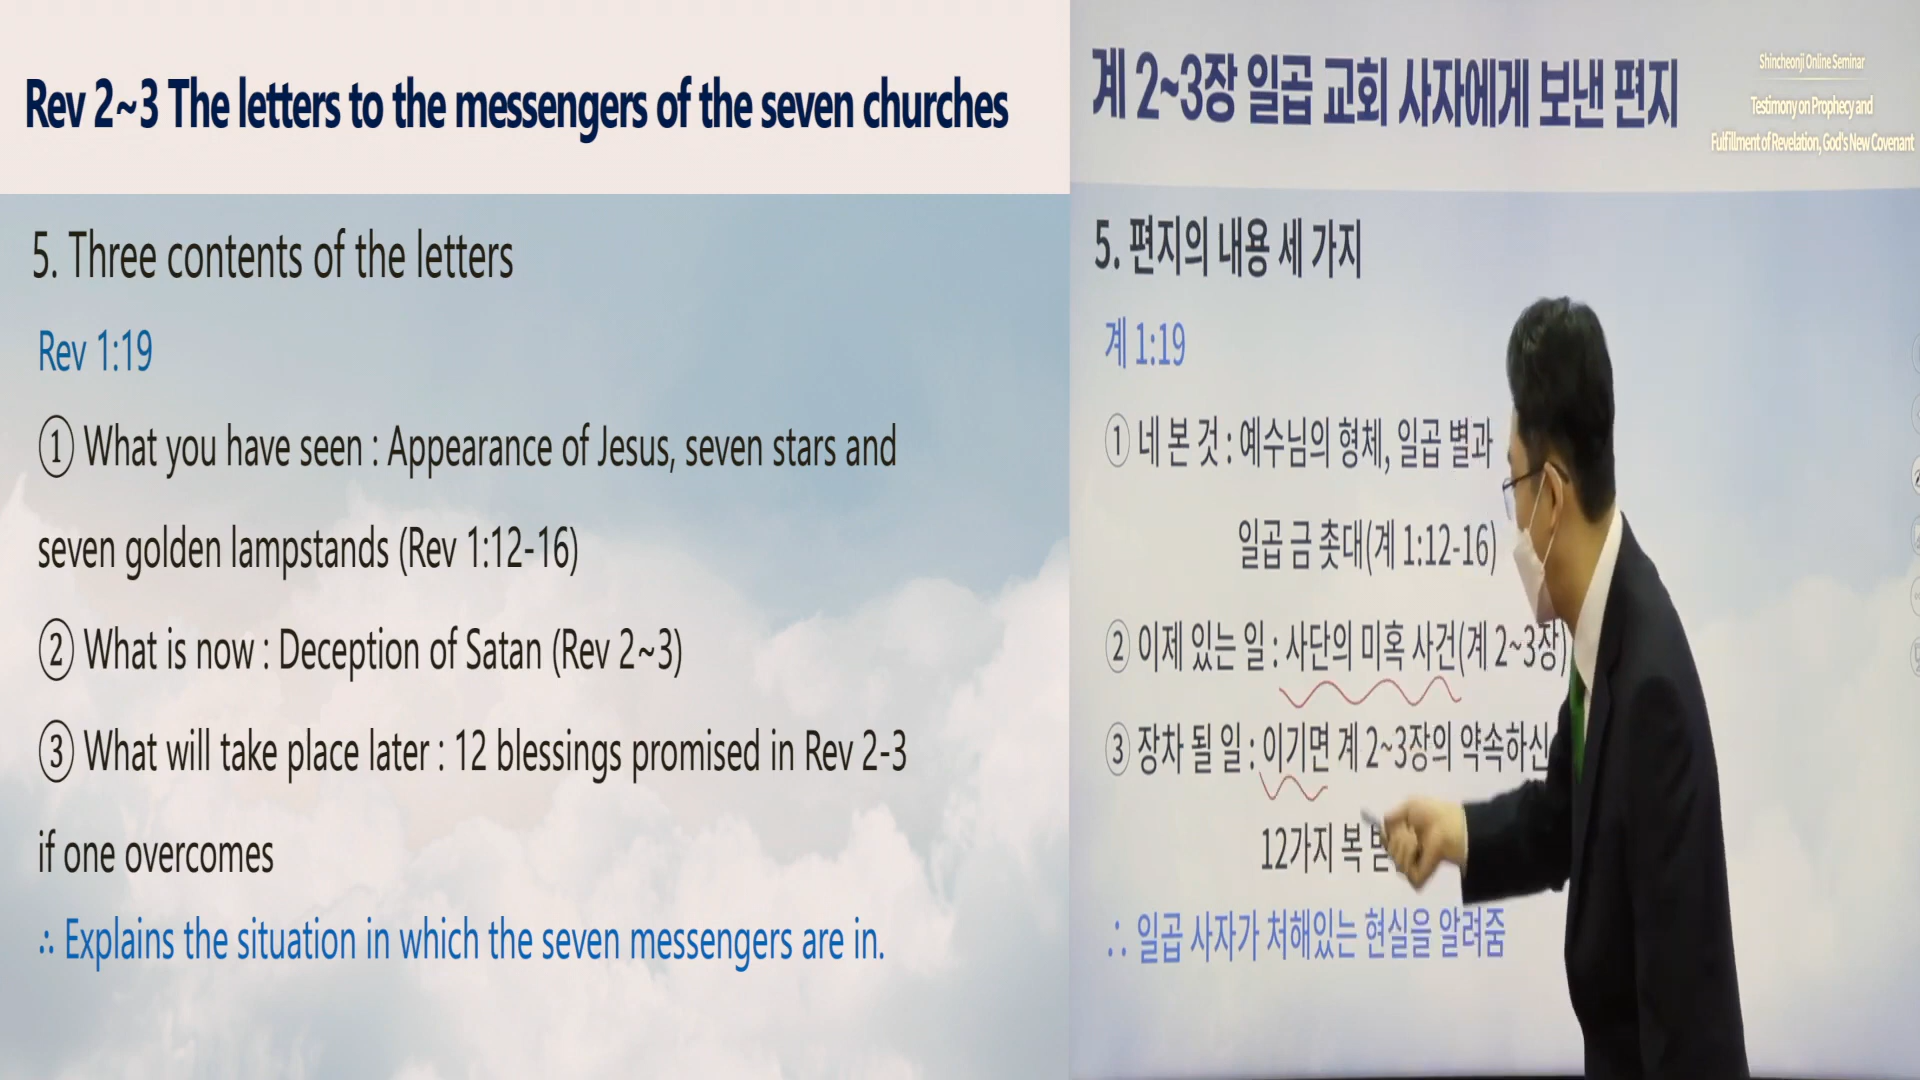 Rev 2~3 The letters to the messengers of the seven churches
5. Three contents of the letters
Rev 1:19
① What you have seen : Appearance of Jesus, seven stars and
seven golden lampstands (Rev 1:12-16)
② What is now : Deception of Satan (Rev 2~3)
③ What will take place later : 12 blessings promised in Rev 2-3
if one overcomes
∴ Explains the situation in which the seven messengers are in.
계 2~3장 일곱 교회 사자에게 보낸 편지
Shincheonji Online Seminar
Testimony on Prophecy and
Fulfillment of Revelation, God's New Covenant
5. 편지의 내용 세 가지
계 1:19
① 네 본 것 : 예수님의 형체, 일곱 별과
일곱 금 촛대(계 1:12-16)
② 이제 있는 일 : 사단의 미혹 사건(계 2~3장)
③ 장차 될 일 : 이기면 계 2~3장의 약속하신
12가지 복
∴ 일곱 사자가 처해있는 현실을 알려줌